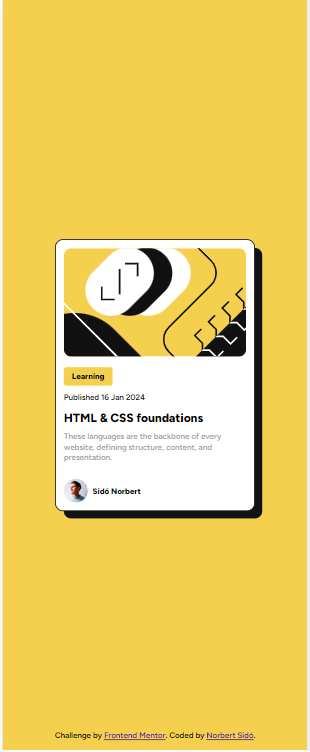 Learning
Published 16 Jan 2024
HTML & CSS foundations
These languages are the backbone of every
website, defining structure, content, and
presentation.
Sidó Norbert
Challenge by Frontend Mentor. Coded by Norbert Sidó.